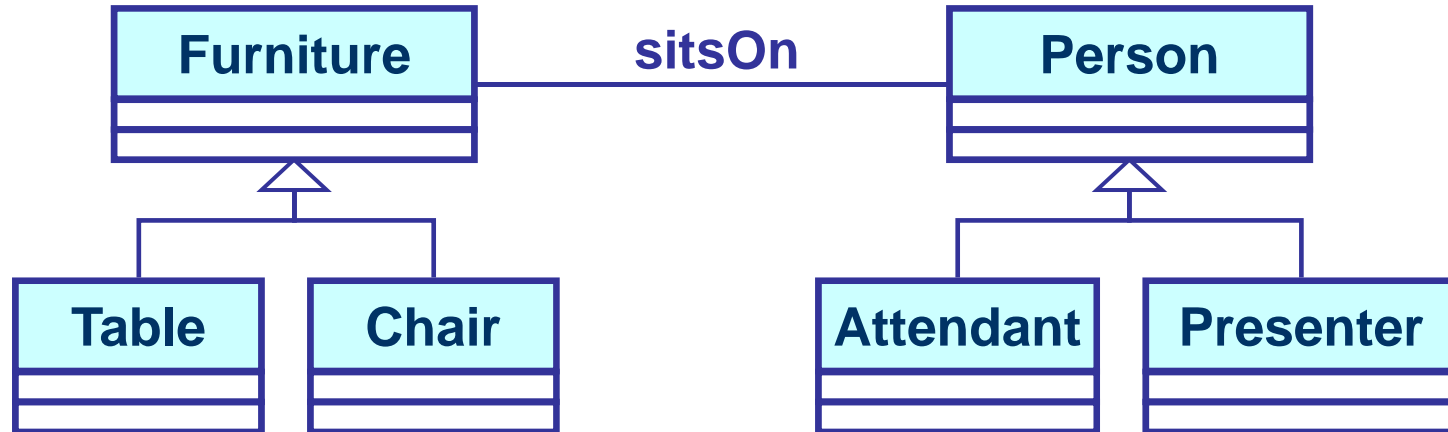 Furniture
sitsOn
Person
Table
Chair
Attendant
Presenter